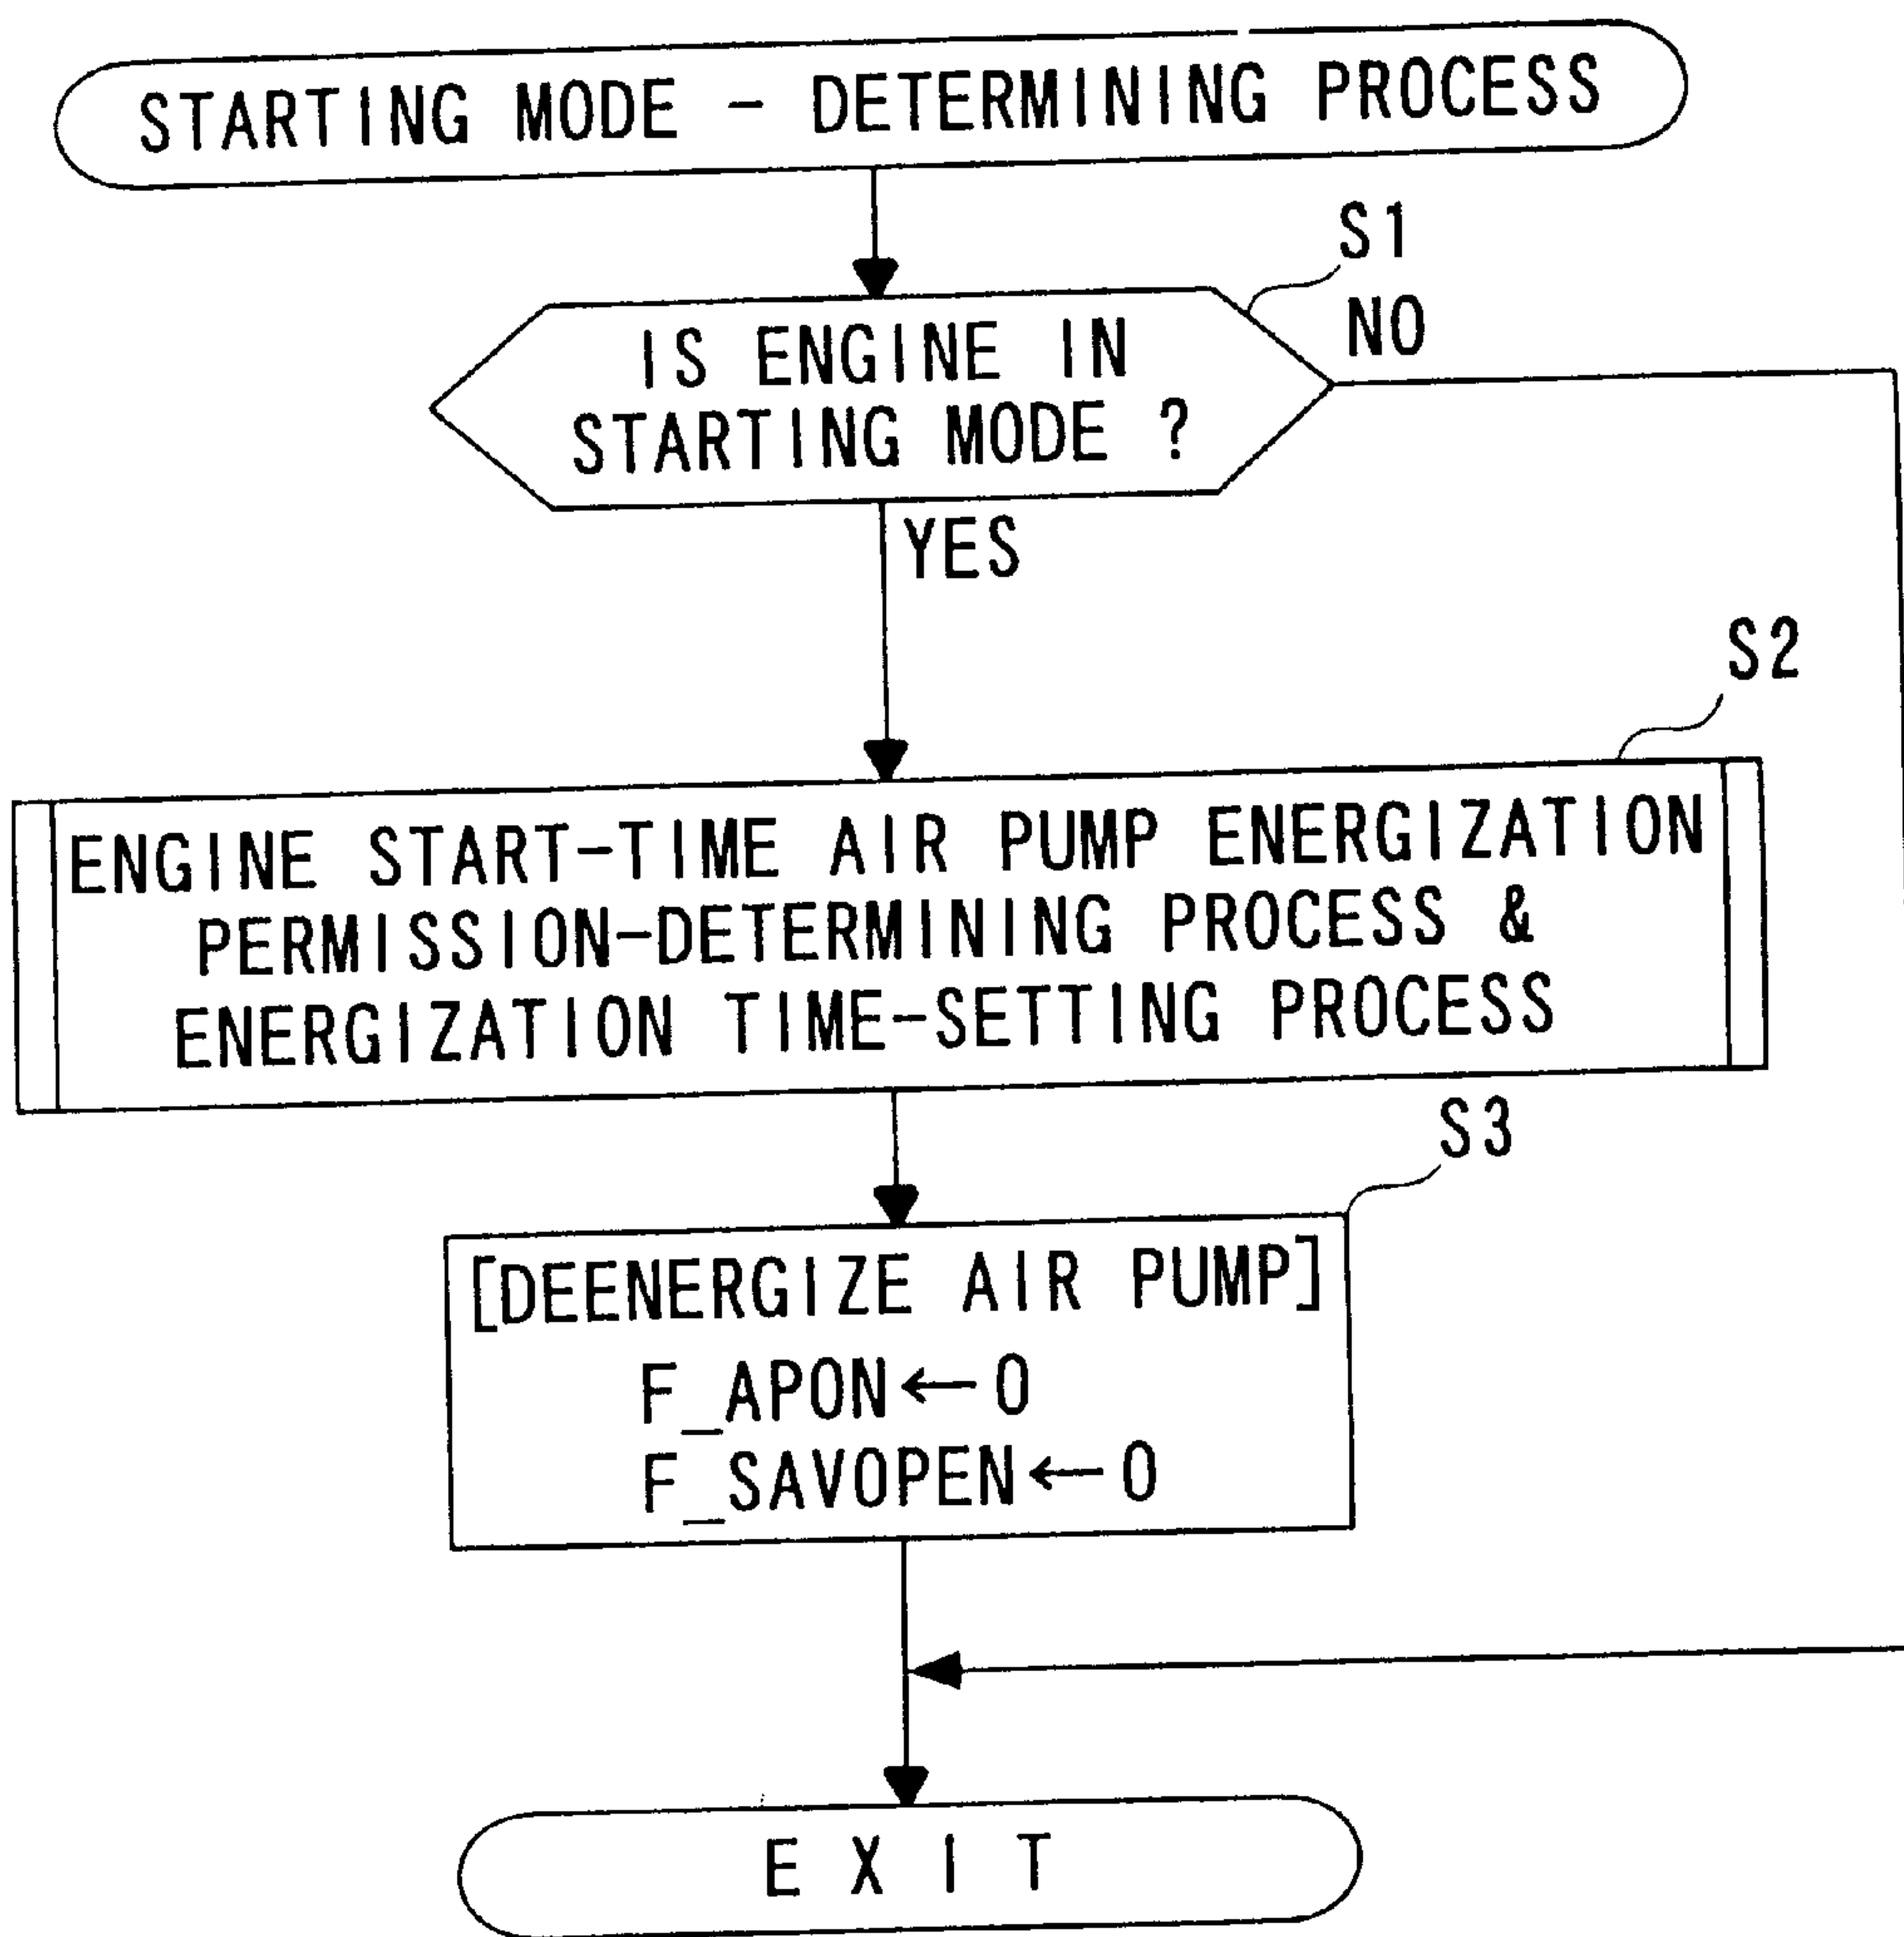 STARTING MODE - DETERMINING PROCESS
S1
NO
IS ENGINE IN
STARTING MODE ?
YES
S2
ENGINE START-TIME AIR PUMP ENERGIZATION
PERMISSION-DETERMINING PROCESS &
ENERGIZATION TIME-SETTING PROCESS
S3
[DEENERGIZE AIR PUMP]
F_APON←0
F_SAVOPEN←0
EXIT